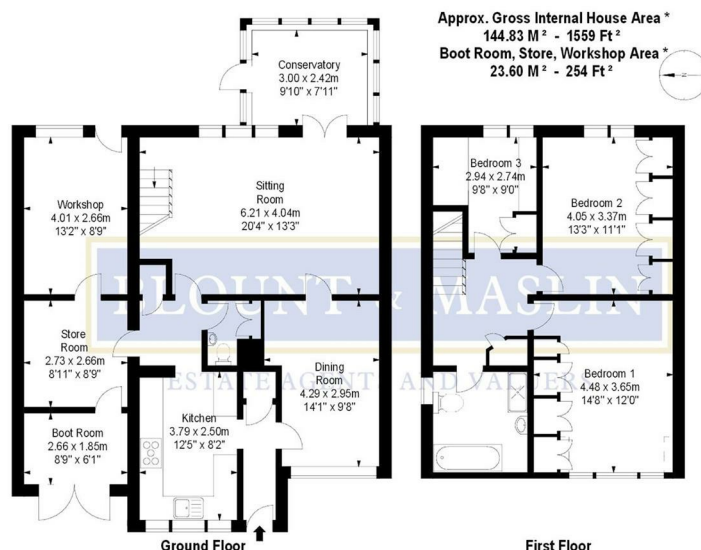 Approx. Gross Internal House Area *
144.83 M² - 1559 Ft²
Boot Room, Store, Workshop Area *
23.60 M² - 254 Ft²
Conservatory
3.00 x 2.42m
9'10" x 7'11"
Workshop
4.01 x 2.66m
13'2" x 8'9"
Sitting
Room
6.21 x 4.04m
20'4" x 13'3"
Bedroom 3
2.94 x 2.74m
9'8" x 9'0"
Bedroom 2
4.05 x 3.37m
13'3" x 11'1"
BLOUNT & MASLIN
ESTATE AGENTS AND VALUERS
Store
Room
2.73 x 2.66m
8'11" x 8'9"
Dining
Room
4.29 x 2.95m
14'1" x 9'8"
Kitchen
3.79 x 2.50m
12'5" x 8'2"
Boot Room
2.66 x 1.85m
8'9" x 6'1"
Bedroom 1
4.48 x 3.65m
14'8" x 12'0"
Ground Floor
First Floor